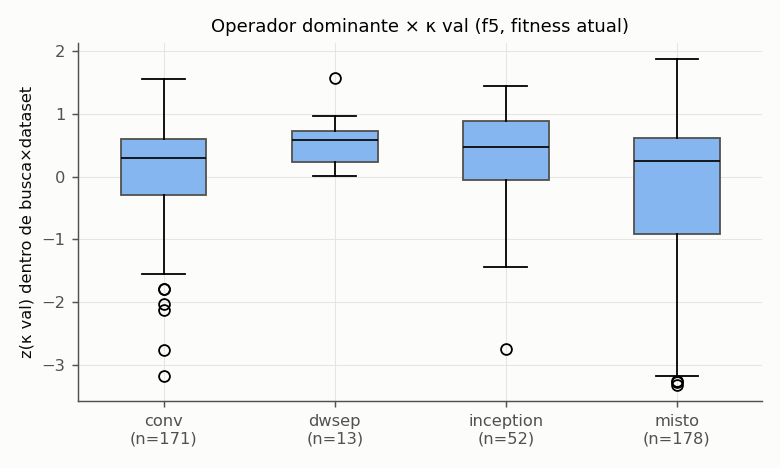 Operador dominante × κ val (f5, fitness atual)
z(κ val) dentro de busca×dataset
2
1
0
−1
−2
−3
conv
(n=171)
dwsep
(n=13)
inception
(n=52)
misto
(n=178)